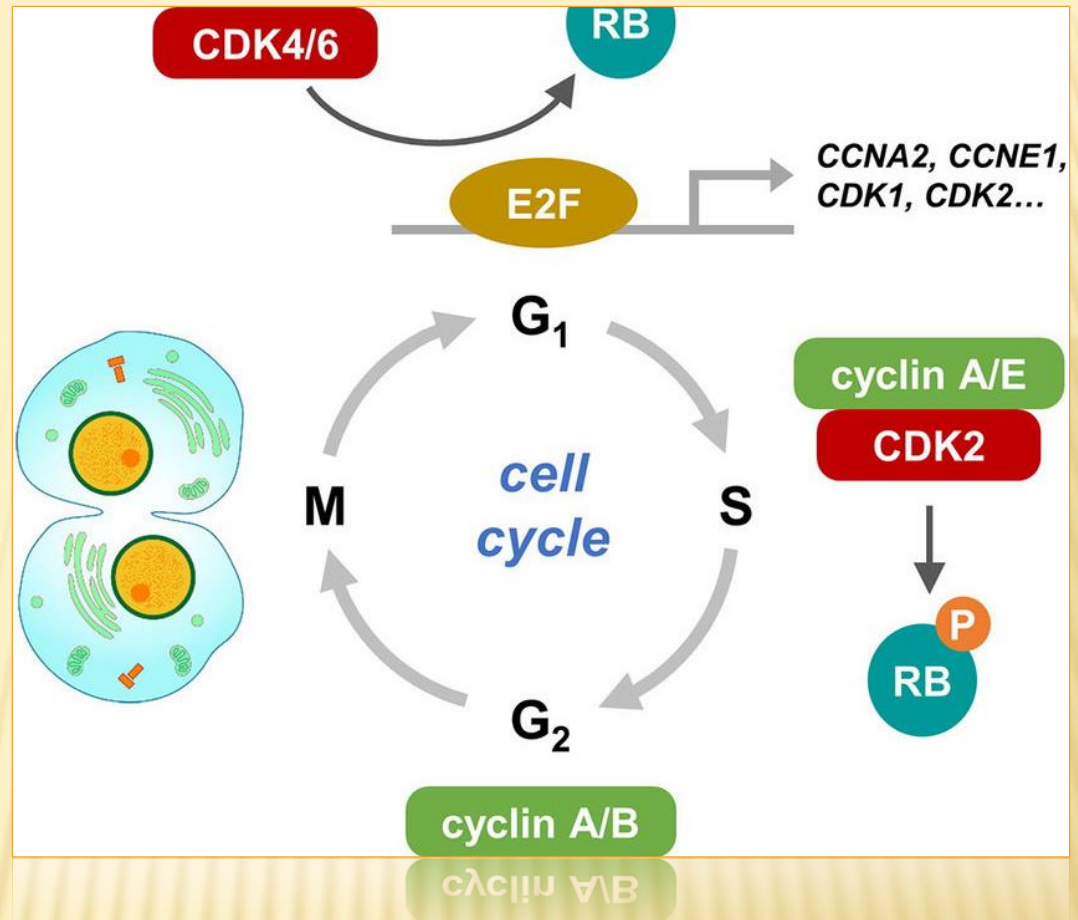 CDK4/6
RB
CCNA2, CCNE1,
CDK1, CDK2...
E2F
G₁
cyclin A/E
CDK2
cell
cycle
M
S
P
RB
G₂
cyclin A/B